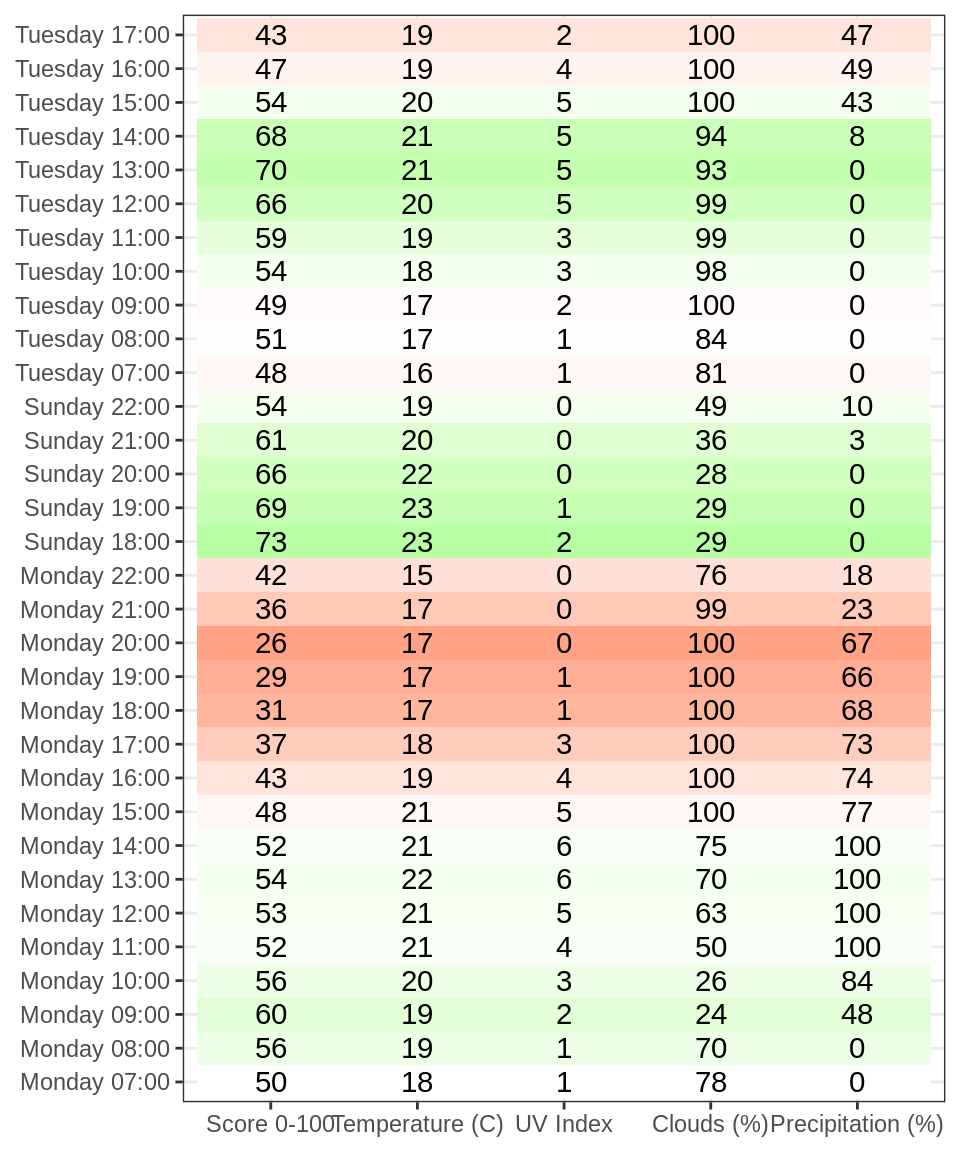 Tuesday 17:00 43 19 2 100 47
Tuesday 16:00 47 19 4 100 49
Tuesday 15:00 54 20 5 100 43
Tuesday 14:00 68 21 5 94 8
Tuesday 13:00 70 21 5 93 0
Tuesday 12:00 66 20 5 99 0
Tuesday 11:00 59 19 3 99 0
Tuesday 10:00 54 18 3 98 0
Tuesday 09:00 49 17 2 100 0
Tuesday 08:00 51 17 1 84 0
Tuesday 07:00 48 16 1 81 0
Sunday 22:00 54 19 0 49 10
Sunday 21:00 61 20 0 36 3
Sunday 20:00 66 22 0 28 0
Sunday 19:00 69 23 1 29 0
Sunday 18:00 73 23 2 29 0
Monday 22:00 42 15 0 76 18
Monday 21:00 36 17 0 99 23
Monday 20:00 26 17 0 100 67
Monday 19:00 29 17 1 100 66
Monday 18:00 31 17 1 100 68
Monday 17:00 37 18 3 100 73
Monday 16:00 43 19 4 100 74
Monday 15:00 48 21 5 100 77
Monday 14:00 52 21 6 75 100
Monday 13:00 54 22 6 70 100
Monday 12:00 53 21 5 63 100
Monday 11:00 52 21 4 50 100
Monday 10:00 56 20 3 26 84
Monday 09:00 60 19 2 24 48
Monday 08:00 56 19 1 70 0
Monday 07:00 50 18 1 78 0
Score 0-100 Temperature (C) UV Index Clouds (%) Precipitation (%)